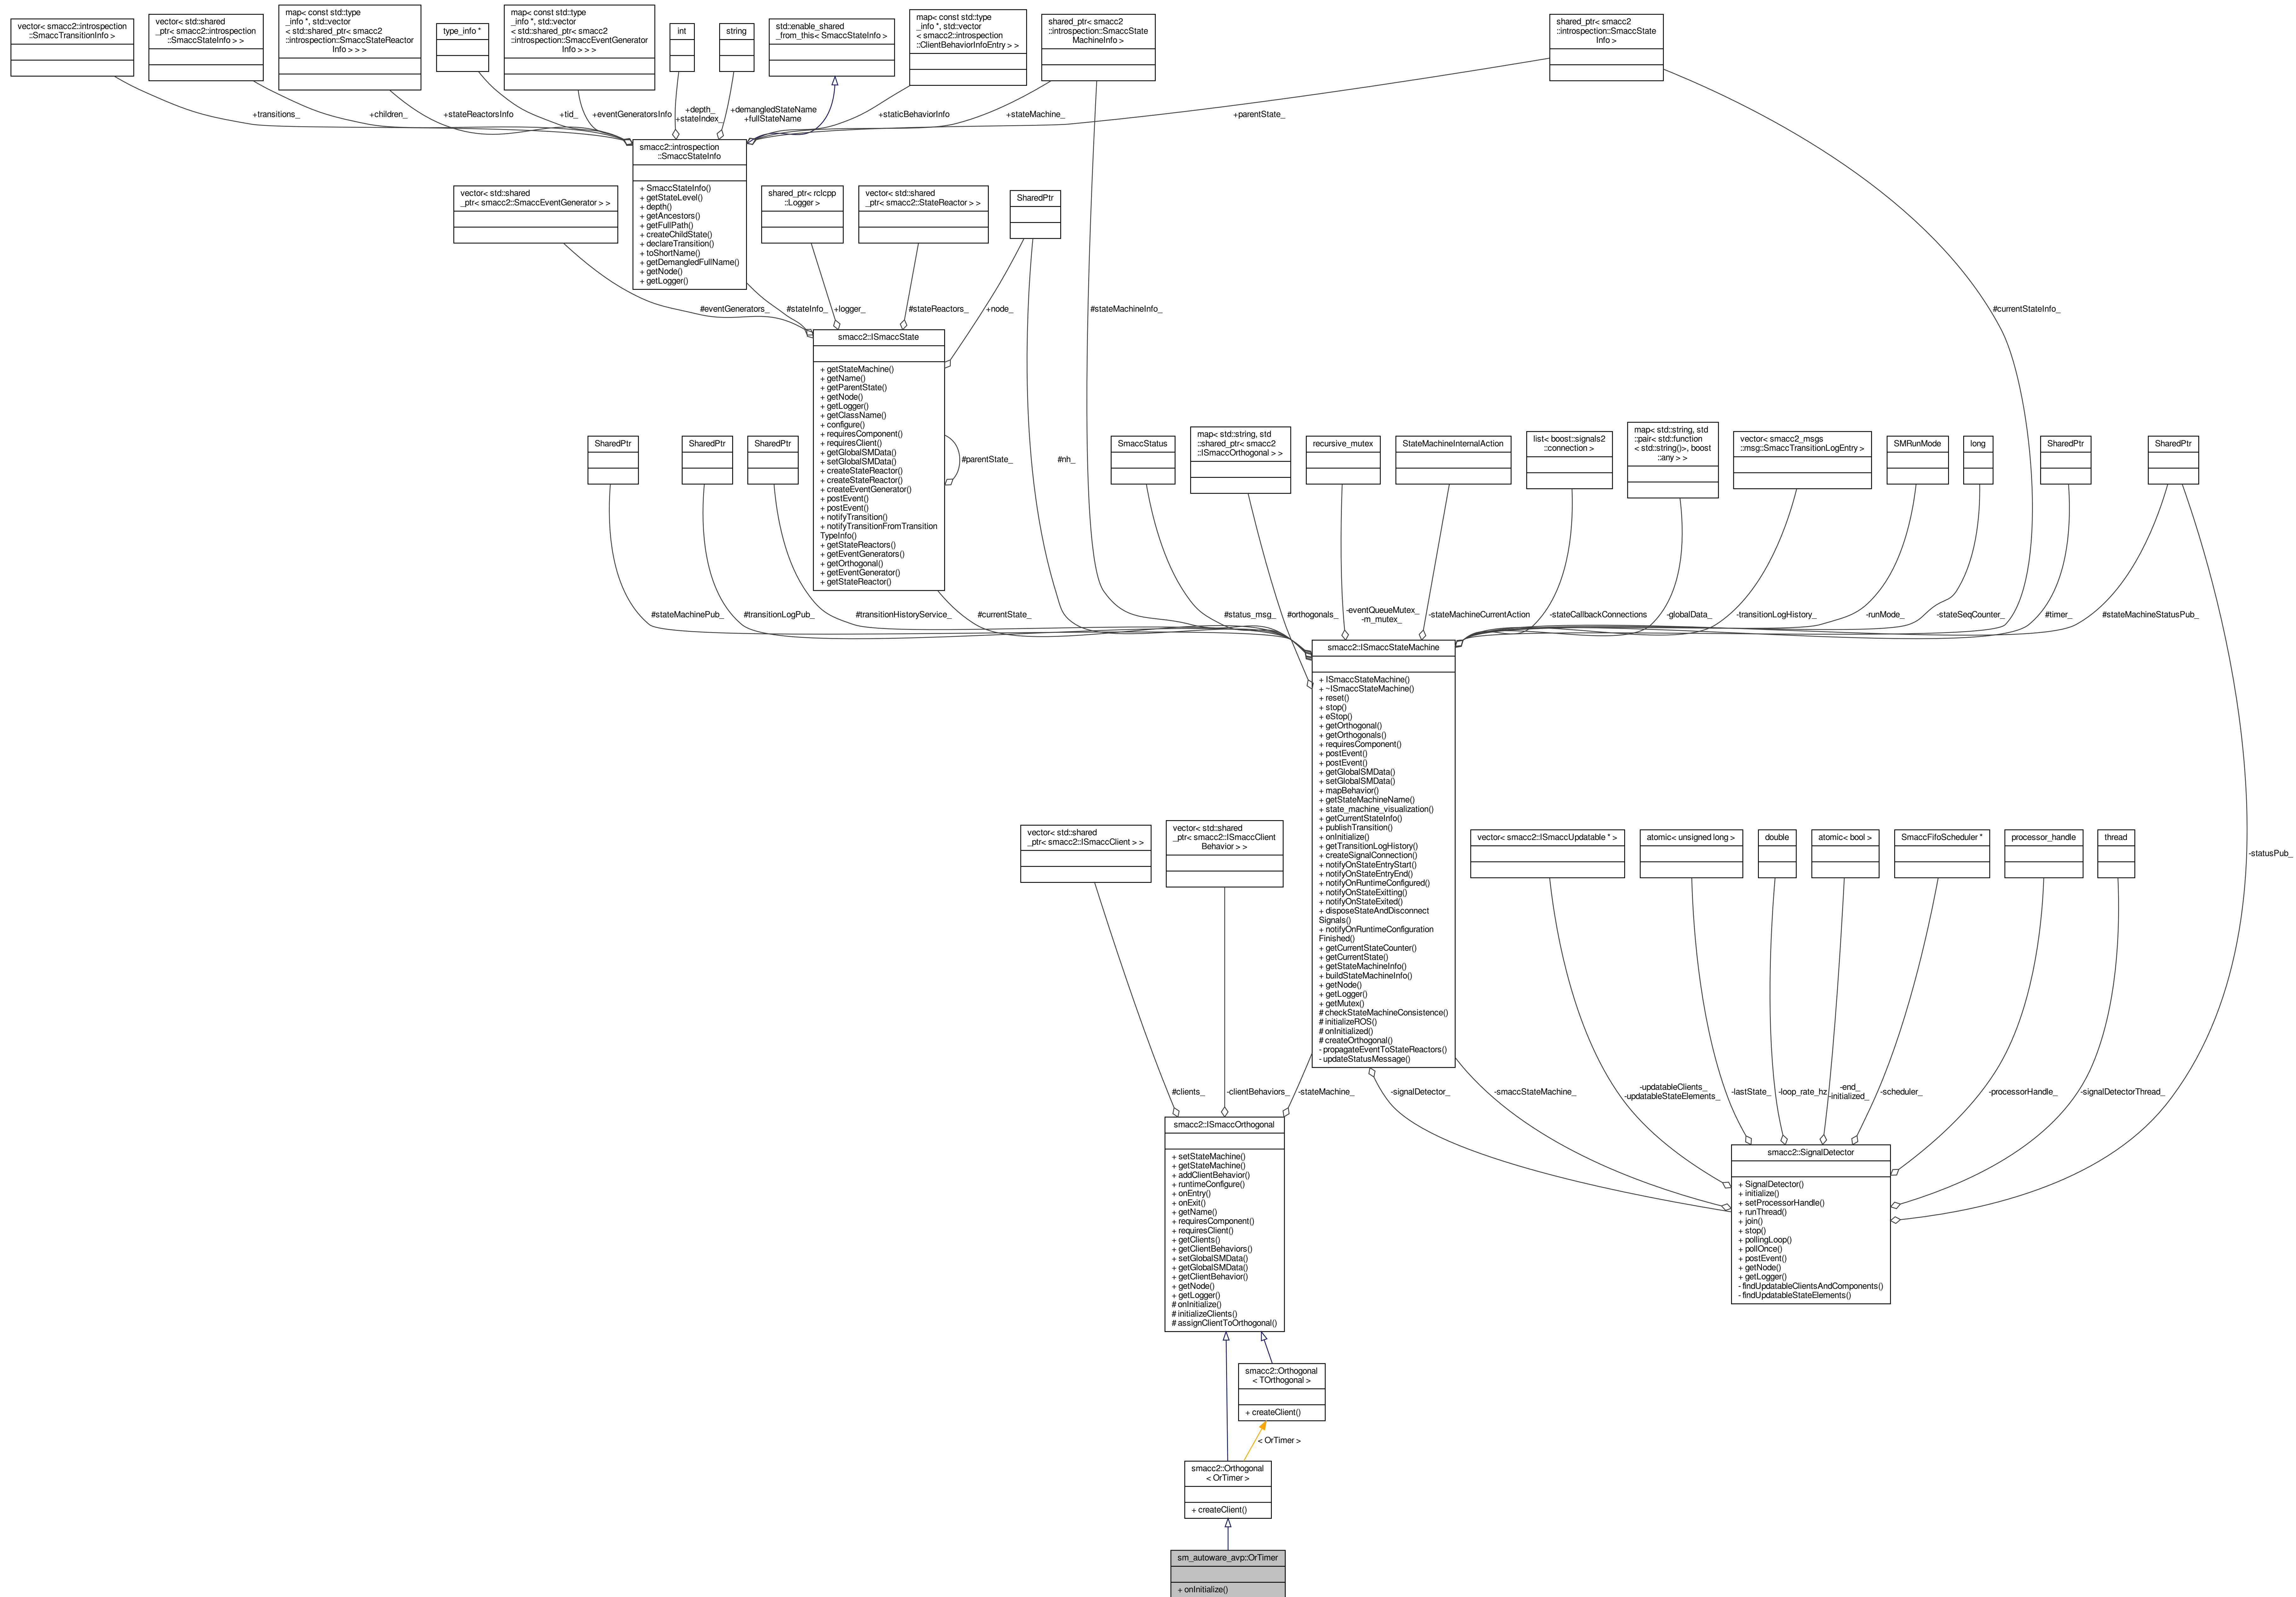 vector< smacc2::introspection
::SmaccTransitionInfo >
vector< std::shared
_ptr< smacc2::introspection
::SmaccStateInfo > >
map< const std::type
_info *, std::vector
< std::shared_ptr< smacc2
::introspection::SmaccStateReactor
Info > > >
type_info *
map< const std::type
_info *, std::vector
< std::shared_ptr< smacc2
::introspection::SmaccEventGenerator
Info > > >
int
string
std::enable_shared
_from_this< SmaccStateInfo >
map< const std::type
_info *, std::vector
< smacc2::introspection
::ClientBehaviorInfoEntry > >
shared_ptr< smacc2
::introspection::SmaccState
MachineInfo >
shared_ptr< smacc2
::introspection::SmaccState
Info >
+transitions_
+children_
+stateReactorsInfo
+tid_
+eventGeneratorsInfo
+depth_
+stateIndex_
+demangledStateName
+fullStateName
+staticBehaviorInfo
+stateMachine_
+parentState_
smacc2::introspection
::SmaccStateInfo
+ SmaccStateInfo()
+ getStateLevel()
+ depth()
+ getAncestors()
+ getFullPath()
+ createChildState()
+ declareTransition()
+ toShortName()
+ getDemangledFullName()
+ getNode()
+ getLogger()
vector< std::shared
_ptr< smacc2::SmaccEventGenerator > >
shared_ptr< rclcpp
::Logger >
vector< std::shared
_ptr< smacc2::StateReactor > >
SharedPtr
#eventGenerators_
#stateInfo_
+logger_
#stateReactors_
+node_
#stateMachineInfo_
#currentStateInfo_
smacc2::ISmaccState
+ getStateMachine()
+ getName()
+ getParentState()
+ getNode()
+ getLogger()
+ getClassName()
+ configure()
+ requiresComponent()
+ requiresClient()
+ getGlobalSMData()
+ setGlobalSMData()
+ createStateReactor()
+ createStateReactor()
+ createEventGenerator()
+ postEvent()
+ postEvent()
+ notifyTransition()
+ notifyTransitionFromTransition
TypeInfo()
+ getStateReactors()
+ getEventGenerators()
+ getOrthogonal()
+ getEventGenerator()
+ getStateReactor()
#parentState_
#nh_
SharedPtr
SharedPtr
SharedPtr
SmaccStatus
map< std::string, std
::shared_ptr< smacc2
::ISmaccOrthogonal > >
recursive_mutex
StateMachineInternalAction
list< boost::signals2
::connection >
map< std::string, std
::pair< std::function
< std::string()>, boost
::any > >
vector< smacc2_msgs
::msg::SmaccTransitionLogEntry >
SMRunMode
long
SharedPtr
SharedPtr
#stateMachinePub_
#transitionLogPub_
#transitionHistoryService_
#currentState_
#status_msg_
#orthogonals_
-eventQueueMutex_
-m_mutex_
-stateMachineCurrentAction
-stateCallbackConnections
-globalData_
-transitionLogHistory_
-runMode_
-stateSeqCounter_
#timer_
#stateMachineStatusPub_
smacc2::ISmaccStateMachine
+ ISmaccStateMachine()
+ ~ISmaccStateMachine()
+ reset()
+ stop()
+ eStop()
+ getOrthogonal()
+ getOrthogonals()
+ requiresComponent()
+ postEvent()
+ postEvent()
+ getGlobalSMData()
+ setGlobalSMData()
+ mapBehavior()
+ getStateMachineName()
+ state_machine_visualization()
+ getCurrentStateInfo()
+ publishTransition()
+ onInitialize()
+ getTransitionLogHistory()
+ createSignalConnection()
+ notifyOnStateEntryStart()
+ notifyOnStateEntryEnd()
+ notifyOnRuntimeConfigured()
+ notifyOnStateExitting()
+ notifyOnStateExited()
+ disposeStateAndDisconnect
Signals()
+ notifyOnRuntimeConfiguration
Finished()
+ getCurrentStateCounter()
+ getCurrentState()
+ getStateMachineInfo()
+ buildStateMachineInfo()
+ getNode()
+ getLogger()
+ getMutex()
# checkStateMachineConsistence()
# initializeROS()
# onInitialized()
# createOrthogonal()
- propagateEventToStateReactors()
- updateStatusMessage()
vector< std::shared
_ptr< smacc2::ISmaccClient > >
vector< std::shared
_ptr< smacc2::ISmaccClient
Behavior > >
vector< smacc2::ISmaccUpdatable * >
atomic< unsigned long >
double
atomic< bool >
SmaccFifoScheduler *
processor_handle
thread
-statusPub_
#clients_
-clientBehaviors_
-stateMachine_
-signalDetector_
-smaccStateMachine_
-updatableClients_
-updatableStateElements_
-lastState_
-loop_rate_hz
-end_
-initialized_
-scheduler_
-processorHandle_
-signalDetectorThread_
smacc2::ISmaccOrthogonal
+ setStateMachine()
+ getStateMachine()
+ addClientBehavior()
+ runtimeConfigure()
+ onEntry()
+ onExit()
+ getName()
+ requiresComponent()
+ requiresClient()
+ getClients()
+ getClientBehaviors()
+ setGlobalSMData()
+ getGlobalSMData()
+ getClientBehavior()
+ getNode()
+ getLogger()
# onInitialize()
# initializeClients()
# assignClientToOrthogonal()
smacc2::SignalDetector
+ SignalDetector()
+ initialize()
+ setProcessorHandle()
+ runThread()
+ join()
+ stop()
+ pollingLoop()
+ pollOnce()
+ postEvent()
+ getNode()
+ getLogger()
- findUpdatableClientsAndComponents()
- findUpdatableStateElements()
smacc2::Orthogonal
< TOrthogonal >
+ createClient()
< OrTimer >
smacc2::Orthogonal
< OrTimer >
+ createClient()
sm_autoware_avp::OrTimer
+ onInitialize()